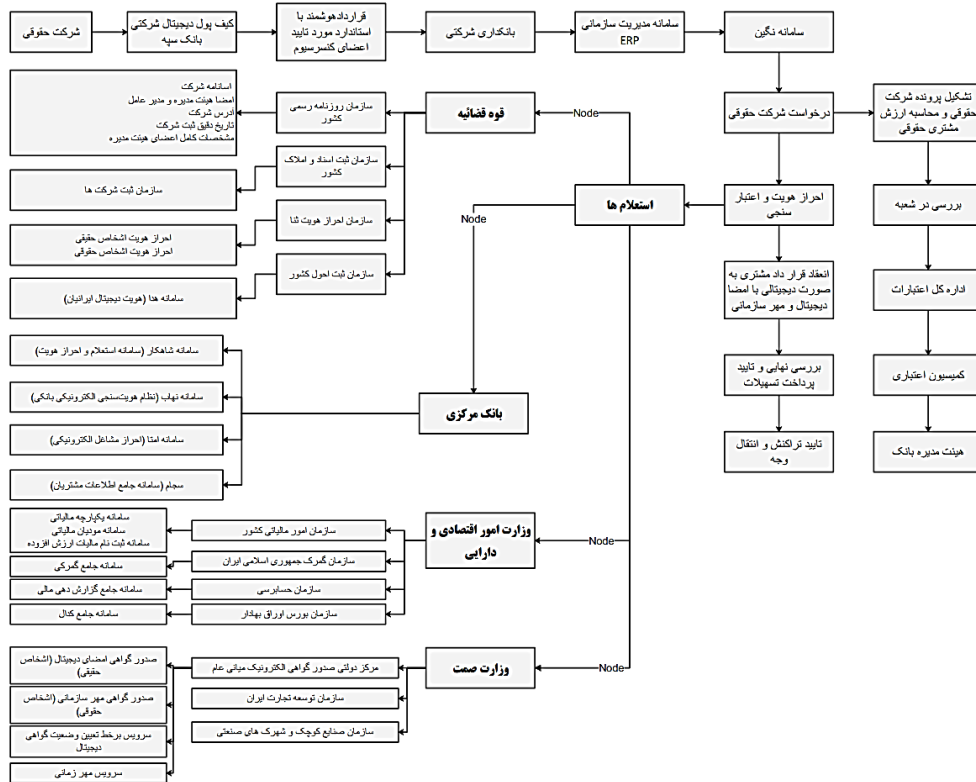 شرکت حقوقی
کیف پول دیجیتال شرکتی
بانک سپه
قراردادهوشمند با
استاندارد مورد تایید
اعضای کنسرسیوم
بانکداری شرکتی
سامانه مدیریت سازمانی
ERP
سامانه نگین
درخواست شرکت حقوقی
تشکیل پرونده شرکت
حقوقی و محاسبه ارزش
مشتری حقوقی
بررسی در شعبه
اداره کل اعتبارات
کمیسیون اعتباری
هیئت مدیره بانک
احراز هویت و اعتبار
سنجی
انعقاد قرار داد مشتری به
صورت دیجیتالی با امضا
دیجیتال و مهر سازمانی
بررسی نهایی و تایید
پرداخت تسهیلات
تایید تراکنش و انتقال
وجه
استعلام ها
Node
قوه قضائیه
سازمان روزنامه رسمی
کشور
اسانامه شرکت
امضا هیئت مدیره و مدیر عامل
آدرس شرکت
تاریخ دقیق ثبت شرکت
مشخصات کامل اعضای هیئت مدیره
سازمان ثبت اسناد و املاک
کشور
سازمان ثبت شرکت ها
سازمان احراز هویت ثنا
احراز هویت اشخاص حقیقی
احراز هویت اشخاص حقوقی
سازمان ثبت احول کشور
سامانه هدا (هویت دیجیتال ایرانیان)
Node
بانک مرکزی
سامانه شاهکار (سامانه استعلام و احراز هویت)
سامانه نهاب (نظام هویت‌سنجی الکترونیکی بانکی)
سامانه امتا (احراز مشاغل الکترونیکی)
سجام (سامانه جامع اطلاعات مشتریان)
Node
وزارت امور اقتصادی و
دارایی
سازمان امور مالیاتی کشور
سامانه یکپارچه مالیاتی
سامانه مودیان مالیاتی
سامانه ثبت نام مالیات ارزش افزوده
سازمان گمرک جمهوری اسلامی ایران
سامانه جامع گمرکی
سازمان حسابرسی
سامانه جامع گزارش دهی مالی
سازمان بورس اوراق بهادار
سامانه جامع کدال
Node
وزارت صمت
مرکز دولتی صدور گواهی الکترونیک میانی عام
سازمان توسعه تجارت ایران
سازمان صنایع کوچک و شهرک های صنعتی
صدور گواهی امضای دیجیتال (اشخاص
حقیقی)
صدور گواهی مهر سازمانی (اشخاص
حقوقی)
سرویس برخط تعیین وضعیت گواهی
دیجیتال
سرویس مهر زمانی